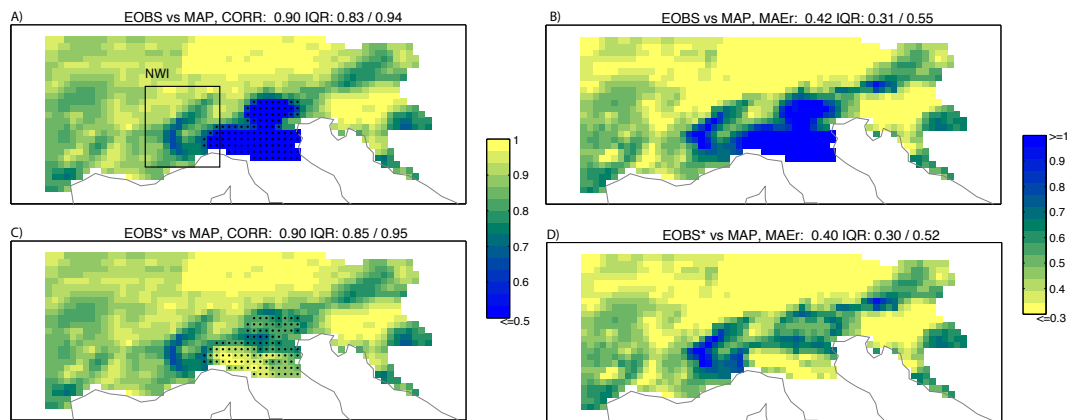 A) EOBS vs MAP, CORR: 0.90 IQR: 0.83 / 0.94
NWI
B) EOBS vs MAP, MAEr: 0.42 IQR: 0.31 / 0.55
1
0.9
0.8
0.7
0.6
<=0.5
>=1
0.9
0.8
0.7
0.6
0.5
0.4
<=0.3
C) EOBS* vs MAP, CORR: 0.90 IQR: 0.85 / 0.95
D) EOBS* vs MAP, MAEr: 0.40 IQR: 0.30 / 0.52